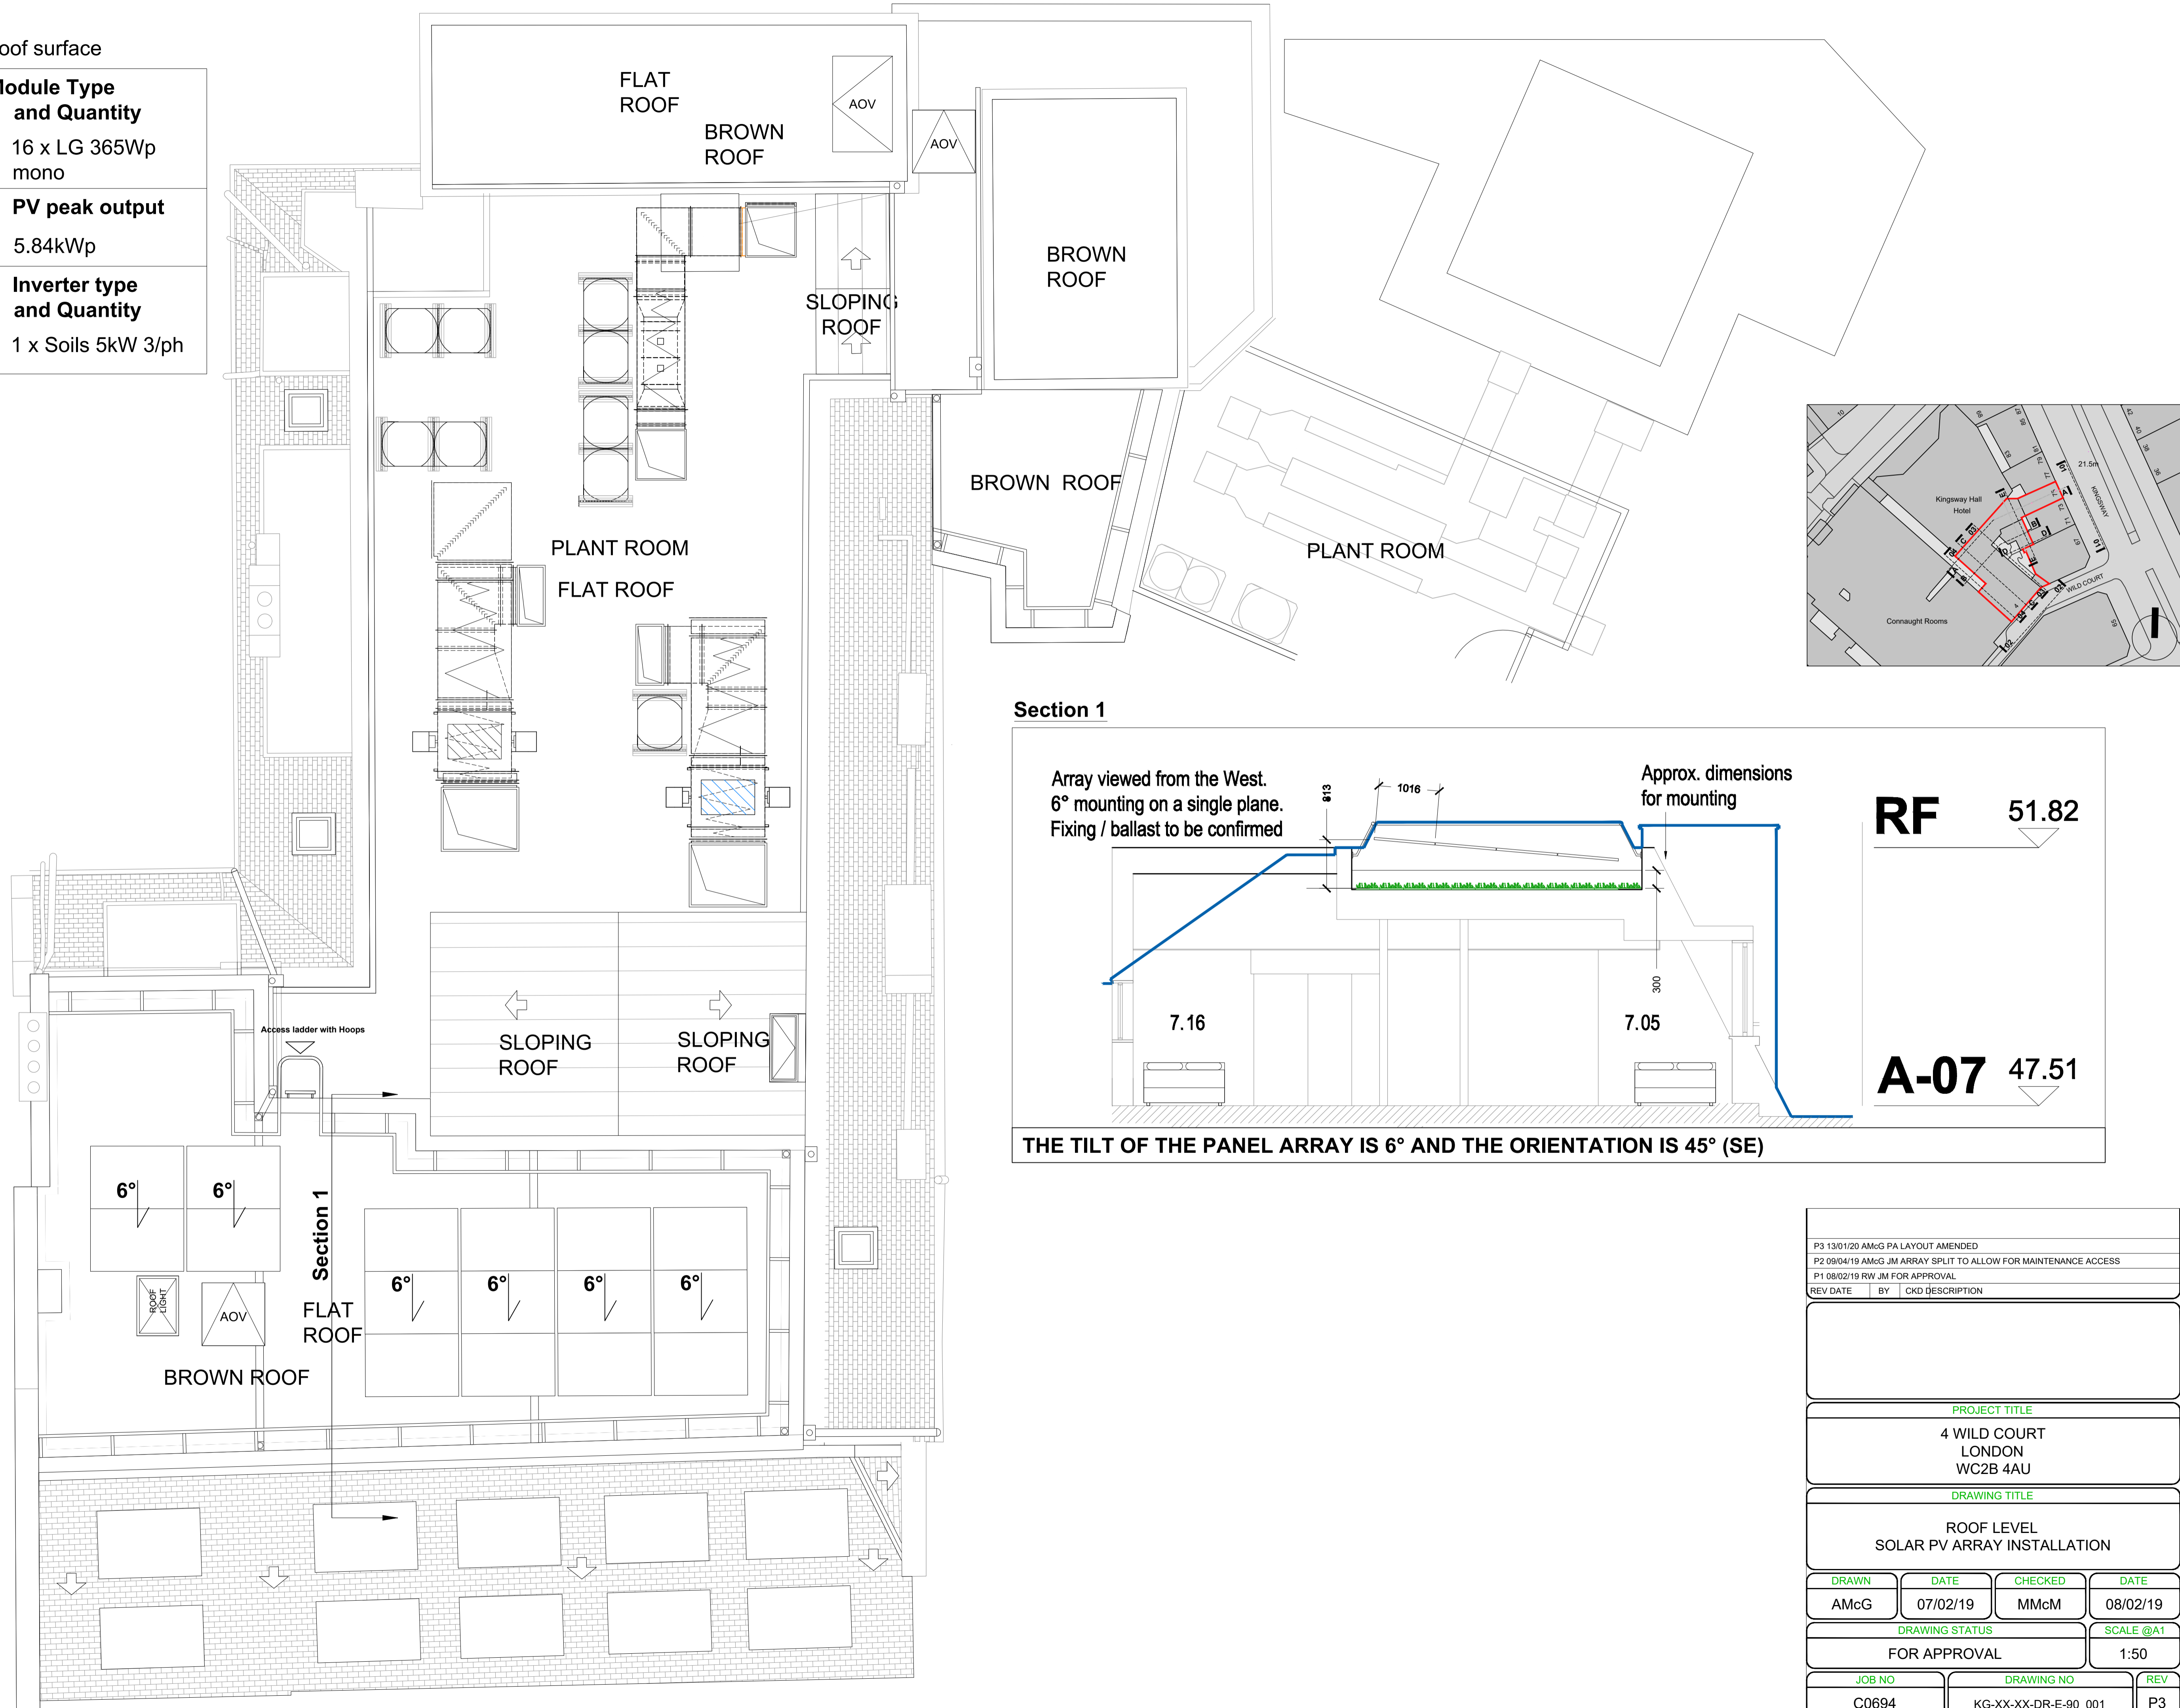 oof surface
Module Type
and Quantity
16 x LG 365Wp
mono
PV peak output
5.84kWp
Inverter type
and Quantity
1 x Soils 5kW 3/ph
FLAT
ROOF
BROWN
ROOF
AOV
AOV
BROWN
ROOF
SLOPING
ROOF
BROWN ROOF
PLANT ROOM
FLAT ROOF
PLANT ROOM
Kingsway Hall
Hotel
Connaught Rooms
KINGSWAY
WILD COURT
21.5m
Section 1
Array viewed from the West.
6° mounting on a single plane.
Fixing / ballast to be confirmed
813
1016
Approx. dimensions
for mounting
RF 51.82
300
7.16
7.05
A-07 47.51
THE TILT OF THE PANEL ARRAY IS 6° AND THE ORIENTATION IS 45° (SE)
Access ladder with Hoops
SLOPING
ROOF
SLOPING
ROOF
6°
6°
Section 1
6°
6°
6°
6°
ROOF
LIGHT
AOV
FLAT
ROOF
BROWN ROOF
P3 13/01/20 AMcG PA LAYOUT AMENDED
P2 09/04/19 AMcG JM ARRAY SPLIT TO ALLOW FOR MAINTENANCE ACCESS
P1 08/02/19 RW JM FOR APPROVAL
REV DATE BY CKD DESCRIPTION
PROJECT TITLE
4 WILD COURT
LONDON
WC2B 4AU
DRAWING TITLE
ROOF LEVEL
SOLAR PV ARRAY INSTALLATION
DRAWN DATE CHECKED DATE
AMcG 07/02/19 MMcM 08/02/19
DRAWING STATUS SCALE @A1
FOR APPROVAL 1:50
JOB NO DRAWING NO REV
C0694 KG-XX-XX-DR-E-90_001 P3